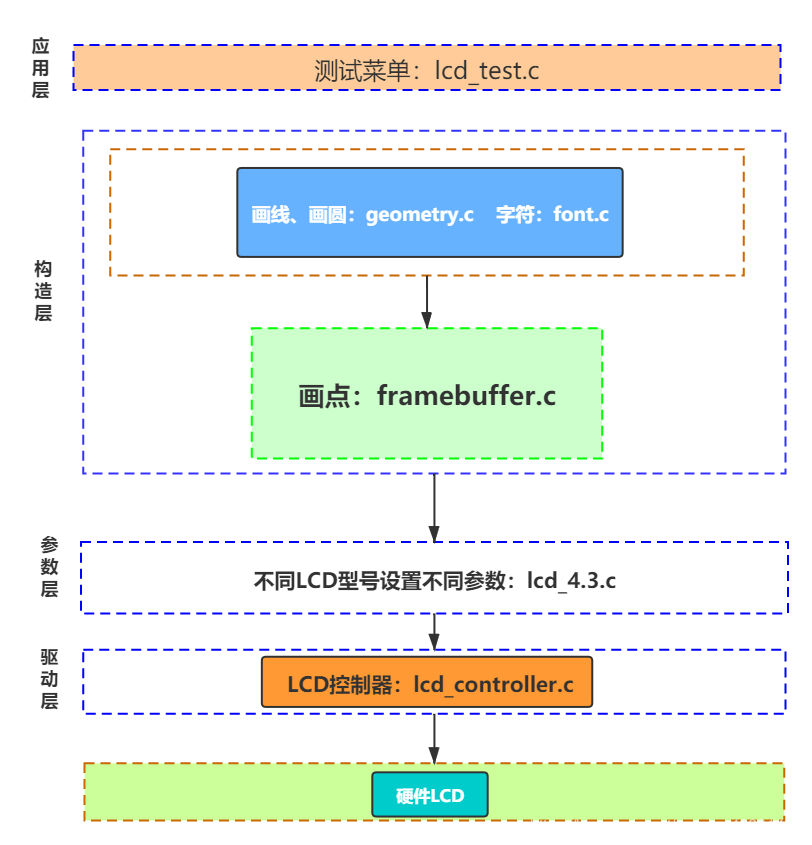 应用层
测试菜单：lcd_test.c
构造层
画线、画圆：geometry.c 字符：font.c
画点：framebuffer.c
参数层
不同LCD型号设置不同参数：lcd_4.3.c
驱动层
LCD控制器：lcd_controller.c
硬件LCD